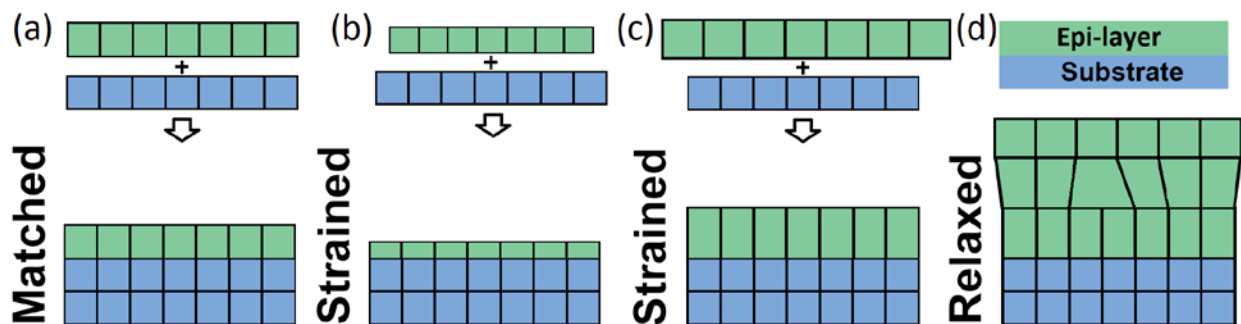 (a)
+
Matched
(b)
+
Strained
(c)
+
Strained
(d)
Epi-layer
Substrate
Relaxed